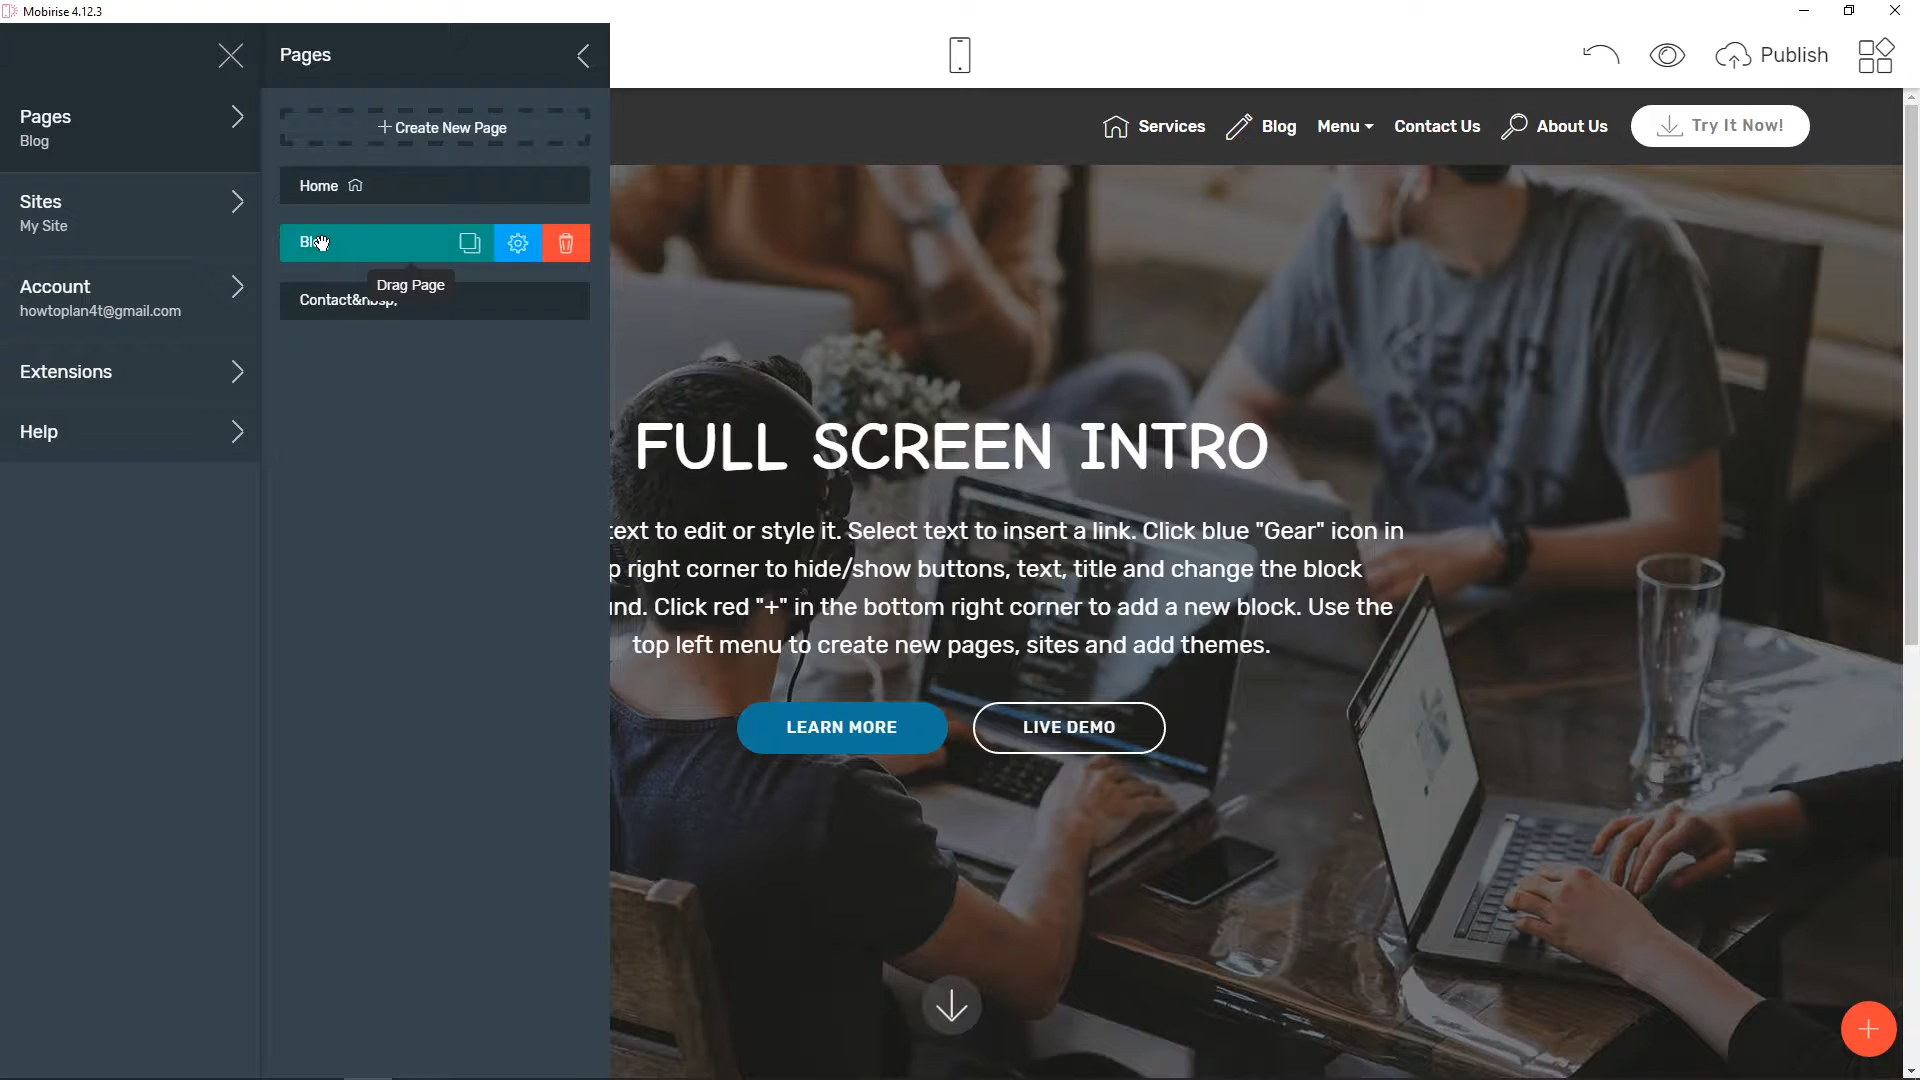 Mobirise 4.12.3
Pages
Blog
Sites
My Site
Account
howtoplan4t@gmail.com
Extensions
Help
Pages
+ Create New Page
Home
Drag Page
Publish
Services
Blog
Menu
Contact Us
About Us
Try It Now!
FULL SCREEN INTRO
text to edit or style it. Select text to insert a link. Click blue "Gear" icon in
right corner to hide/show buttons, text, title and change the block
Click red "+" in the bottom right corner to add a new block. Use the
top left menu to create new pages, sites and add themes.
LEARN MORE
LIVE DEMO